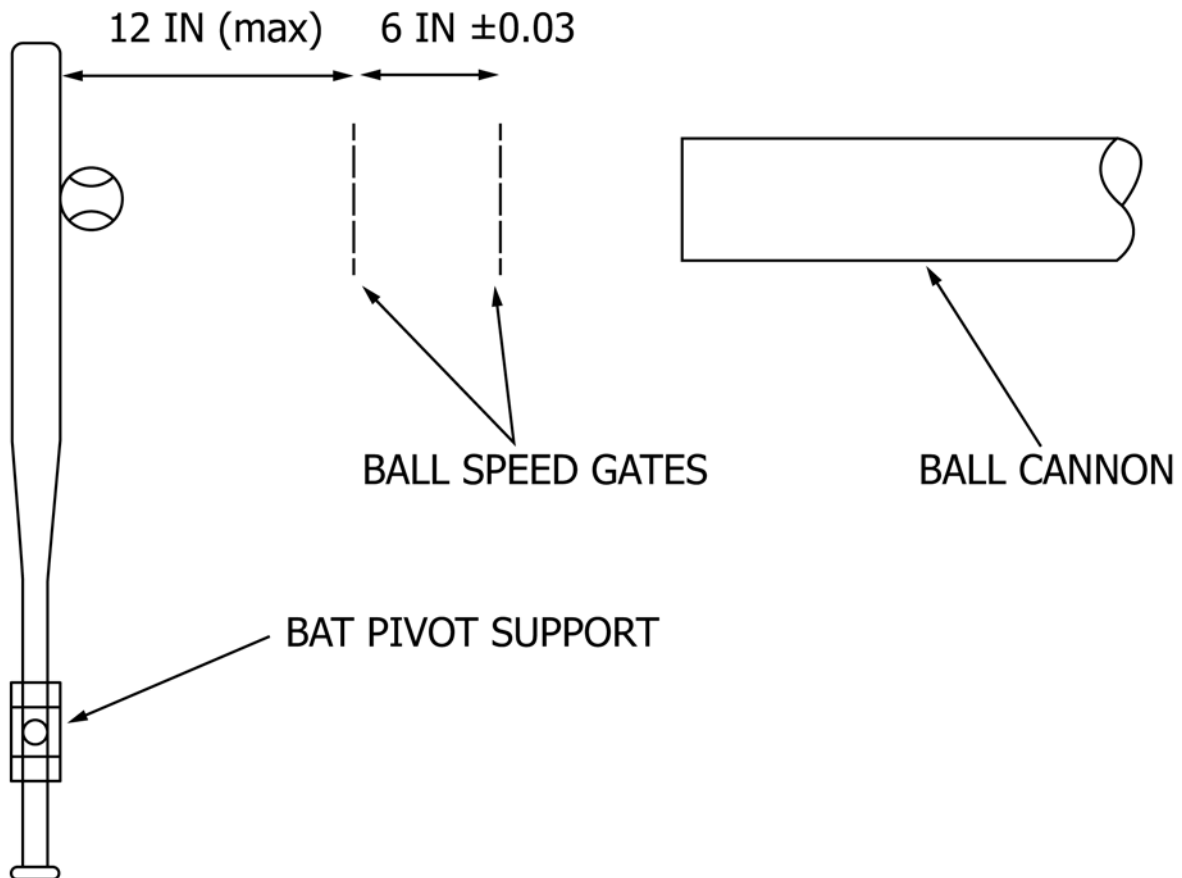 12 IN (max)
6 IN ±0.03
BALL SPEED GATES
BALL CANNON
BAT PIVOT SUPPORT